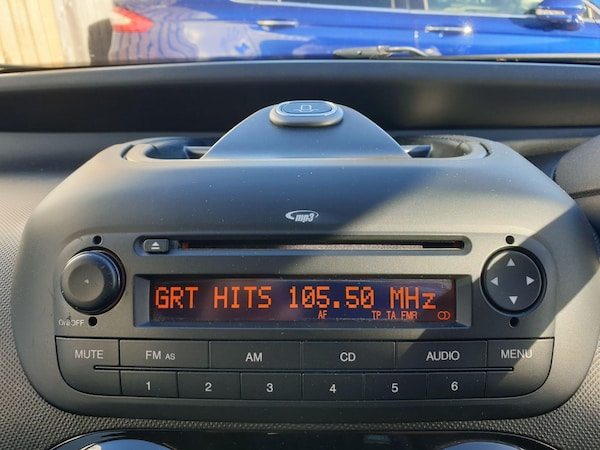 mp3
GRT HITS 105.50 MHz
AF TP TA EMR
ON/OFF
MUTE FM AS AM CD AUDIO MENU
1 2 3 4 5 6